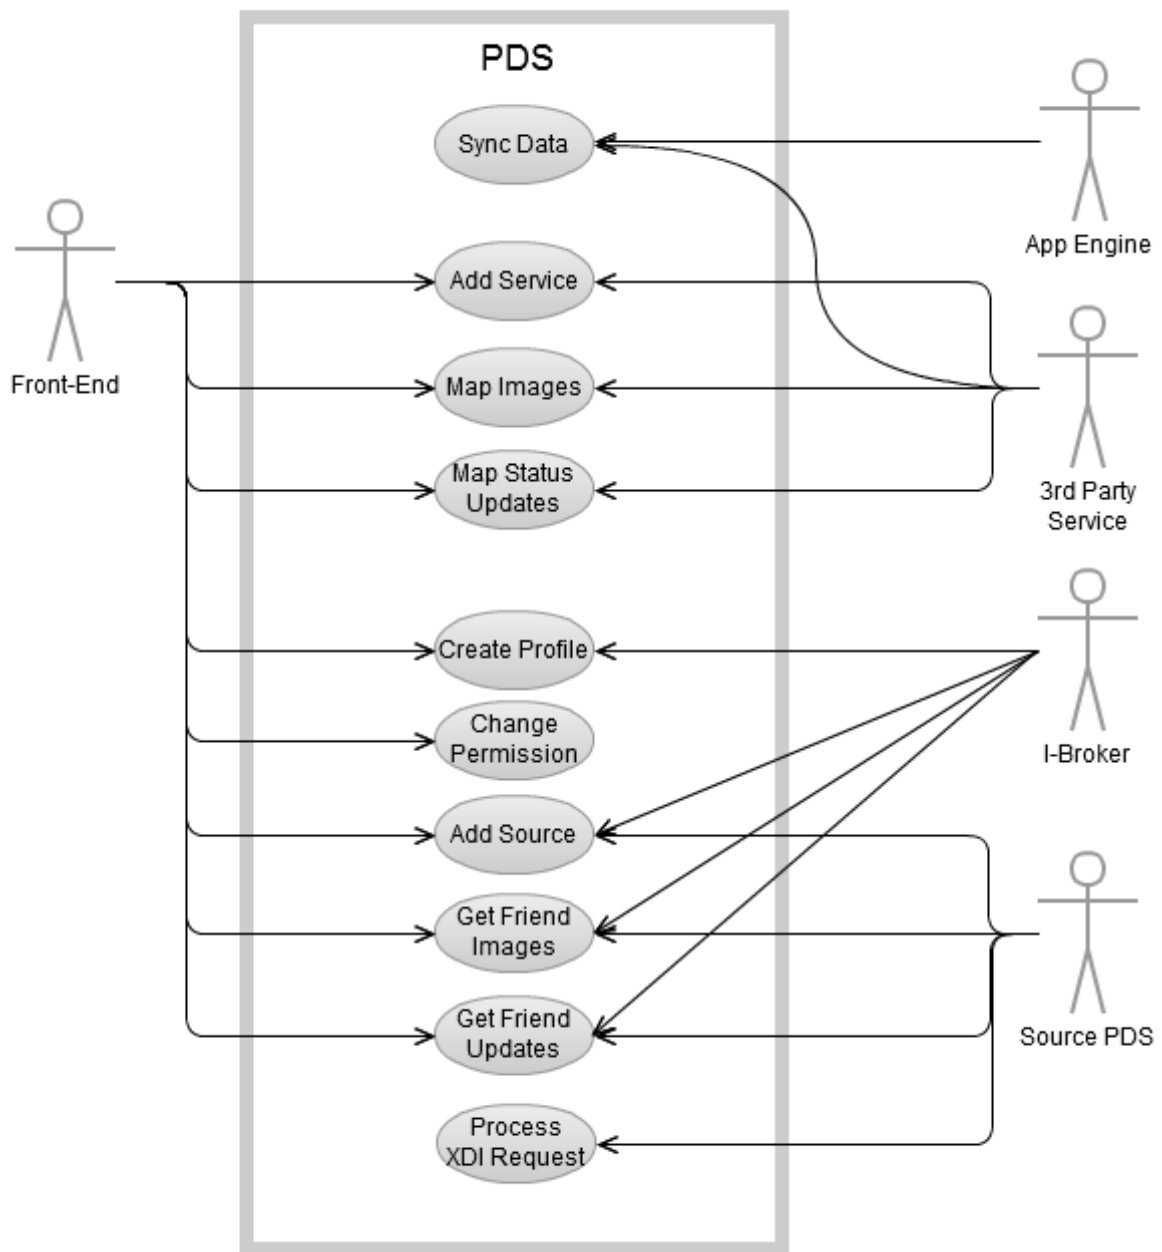 PDS
Sync Data
App Engine
Add Service
Front-End
Map Images
Map Status
Updates
3rd Party
Service
Create Profile
Change
Permission
I-Broker
Add Source
Get Friend
Images
Get Friend
Updates
Source PDS
Process
XDI Request